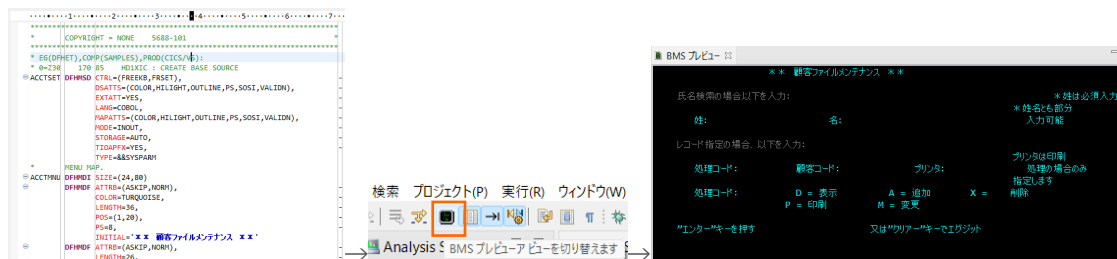 ----+----1----+----2----+----3----+----4----+----5----+----6----+----7--
***********************************************************************
* COPYRIGHT = NONE 5688-101 *
***********************************************************************
* EG(DFHET),COMP(SAMPLES),PROD(CICS/VS):
* 0=Z30 170 85 HD1XIC : CREATE BASE SOURCE
ACCTSET DFHMSD CTRL=(FREEKB,FRSET),
DSATTS=(COLOR,HILIGHT,OUTLINE,PS,SOSI,VALIDN),
EXTATT=YES,
LANG=COBOL,
MAPATTS=(COLOR,HILIGHT,OUTLINE,PS,SOSI,VALIDN),
MODE=INOUT,
STORAGE=AUTO,
TIOAPFX=YES,
TYPE=&&SYSPARM
* MENU MAP.
ACCTMNU DFHMDI SIZE=(24,80)
DFHMDF ATTRB=(ASKIP,NORM),
COLOR=TURQUOISE,
LENGTH=36,
POS=(1,20),
PS=8,
INITIAL='** 顧客ファイルメンテナンス **'
DFHMDF ATTRB=(ASKIP,NORM),
LENGTH=26,
→
検索 プロジェクト(P) 実行(R) ウィンドウ(W)
Analysis S
BMS プレビューア ビューを切り替えます
→
BMS プレビュー
** 顧客ファイルメンテナンス **
氏名検索の場合以下を入力: *姓は必須入力
*姓名とも部分
姓: 名: 入力可能
レコード指定の場合、以下を入力:
プリンタは印刷
処理コード: 顧客コード: プリンタ: 処理の場合のみ
指定します
処理コード: D = 表示 A = 追加 X = 削除
P = 印刷 M = 変更
"エンター"キーを押す 又は"クリアー"キーでエグジット